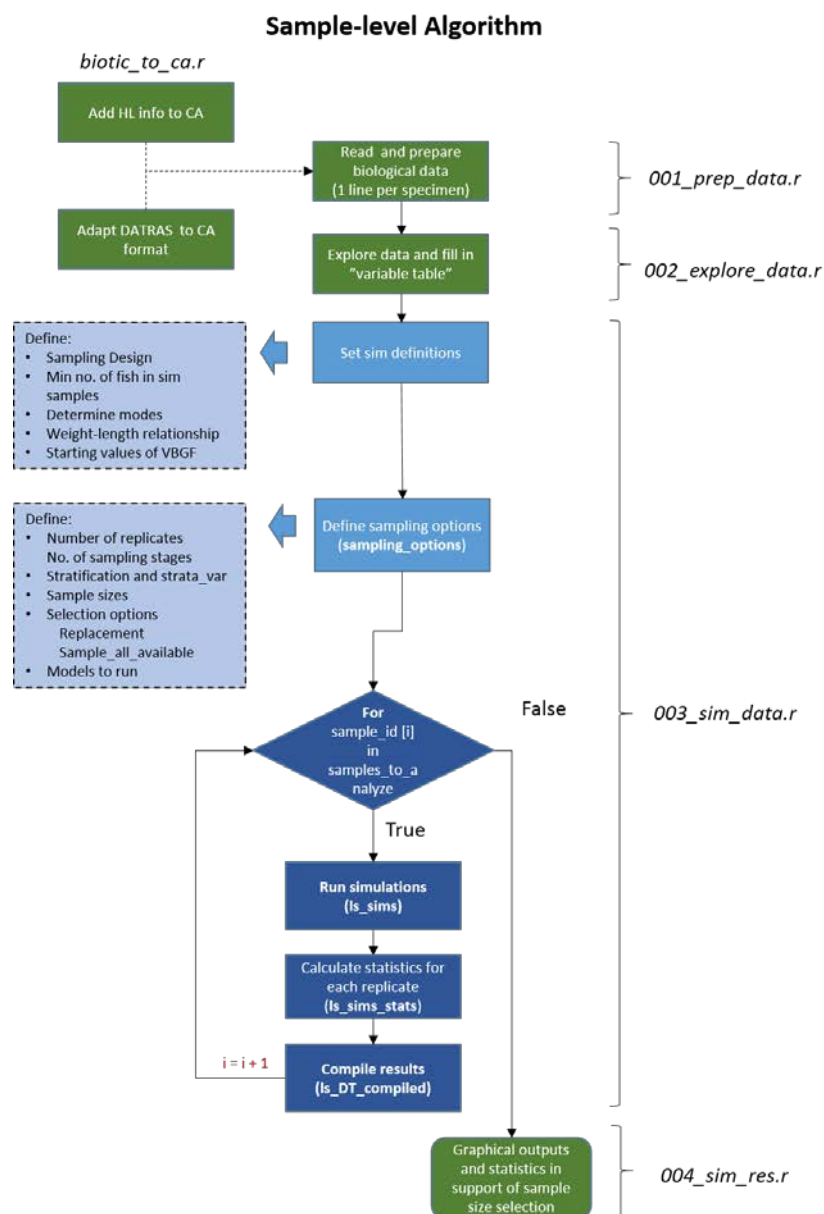 Sample-level Algorithm
biotic_to_ca.r
Add HL info to CA
Adapt DATRAS to CA
format
Read and prepare
biological data
(1 line per specimen)
001_prep_data.r
Explore data and fill in
"variable table"
002_explore_data.r
Set sim definitions
Define:
• Sampling Design
• Min no. of fish in sim
samples
• Determine modes
• Weight-length relationship
• Starting values of VBGF
Define sampling options
(sampling_options)
Define:
• Number of replicates
No. of sampling stages
• Stratification and strata_var
• Sample sizes
• Selection options
Replacement
Sample_all_available
• Models to run
For
sample_id [i]
in
samples_to_a
nalyze
False
True
003_sim_data.r
Run simulations
(ls_sims)
Calculate statistics for
each replicate
(ls_sims_stats)
i = i + 1
Compile results
(ls_DT_compiled)
Graphical outputs
and statistics in
support of sample
size selection
004_sim_res.r